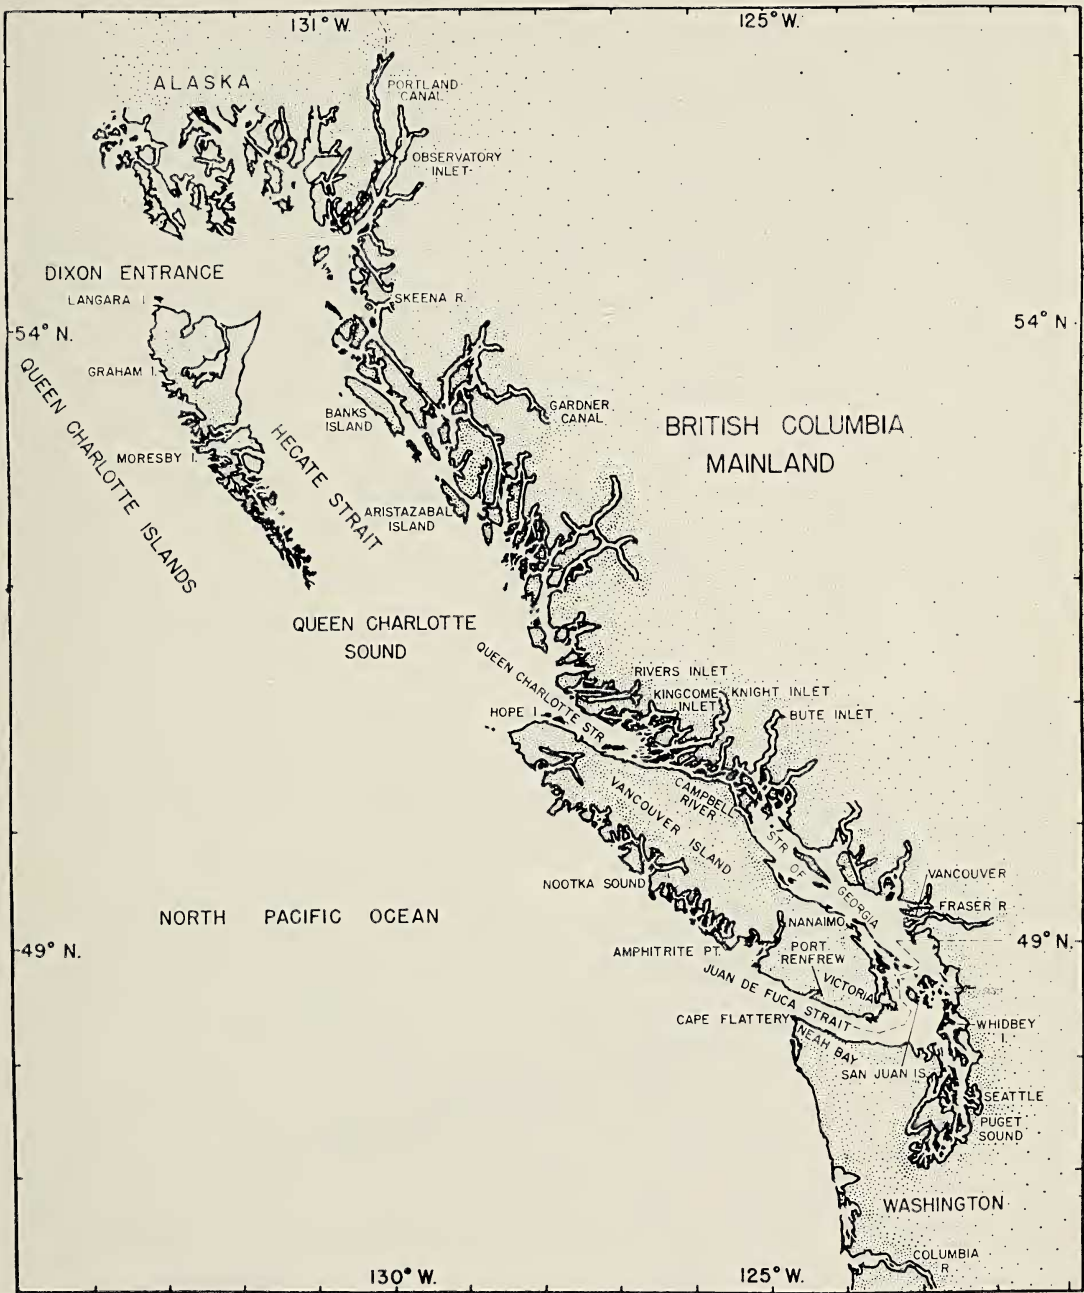 131° W.
125° W.
ALASKA
PORTLAND
CANAL
OBSERVATORY
INLET
DIXON ENTRANCE
LANGARA I.
SKEENA R.
54° N.
54° N
GRAHAM I.
QUEEN CHARLOTTE ISLANDS
BANKS
ISLAND
GARDNER
CANAL
HECATE STRAIT
MORESBY I.
BRITISH COLUMBIA
MAINLAND
ARISTAZABAL
ISLAND
QUEEN CHARLOTTE
SOUND
QUEEN CHARLOTTE STR.
RIVERS INLET
KINGCOME
INLET
KNIGHT INLET
BUTE INLET
HOPE I.
VANCOUVER ISLAND
CAMPBELL
RIVER
STR OF GEORGIA
NOOTKA SOUND
VANCOUVER
FRASER R
NORTH PACIFIC OCEAN
NANAIMO
49° N.
49° N.
AMPHITRITE PT.
PORT
RENFREW
VICTORIA
JUAN DE FUCA STRAIT
CAPE FLATTERY
NEAH BAY
WHIDBEY
I.
SAN JUAN IS.
SEATTLE
PUGET
SOUND
WASHINGTON
COLUMBIA
R
130° W.
125° W.